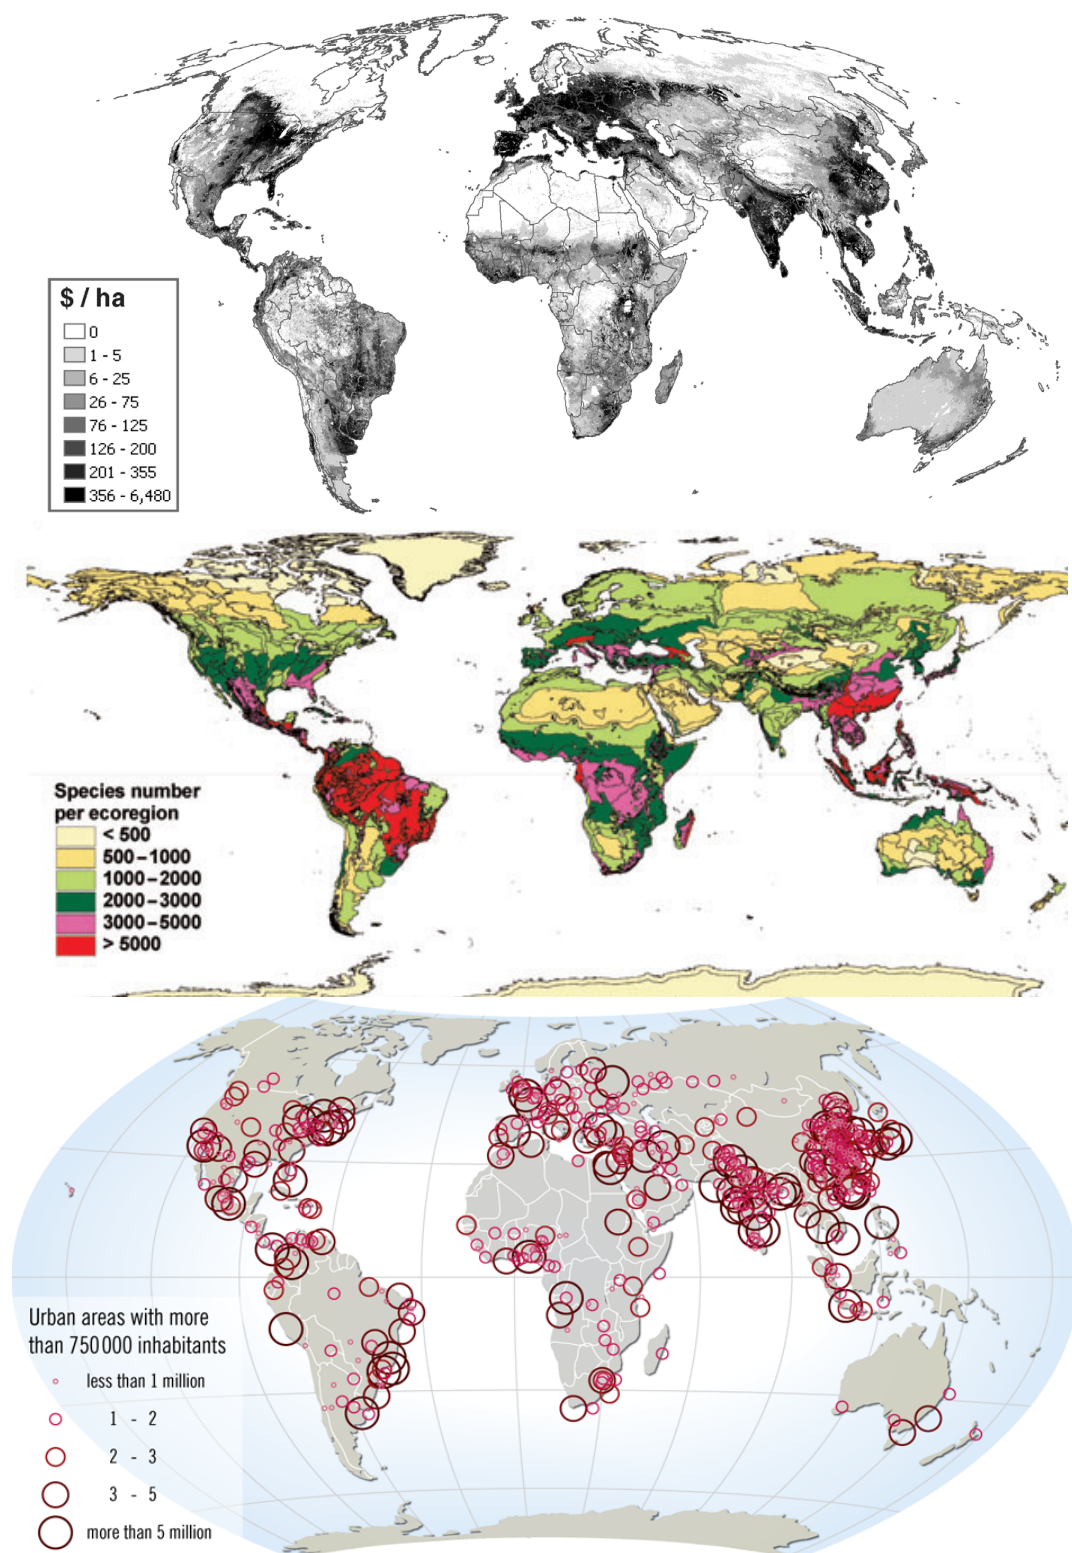 $ / ha
0
1 - 5
6 - 25
26 - 75
76 - 125
126 - 200
201 - 355
356 - 6,480
Species number
per ecoregion
< 500
500–1000
1000–2000
2000–3000
3000–5000
> 5000
Urban areas with more
than 750 000 inhabitants
less than 1 million
1 - 2
2 - 3
3 - 5
more than 5 million